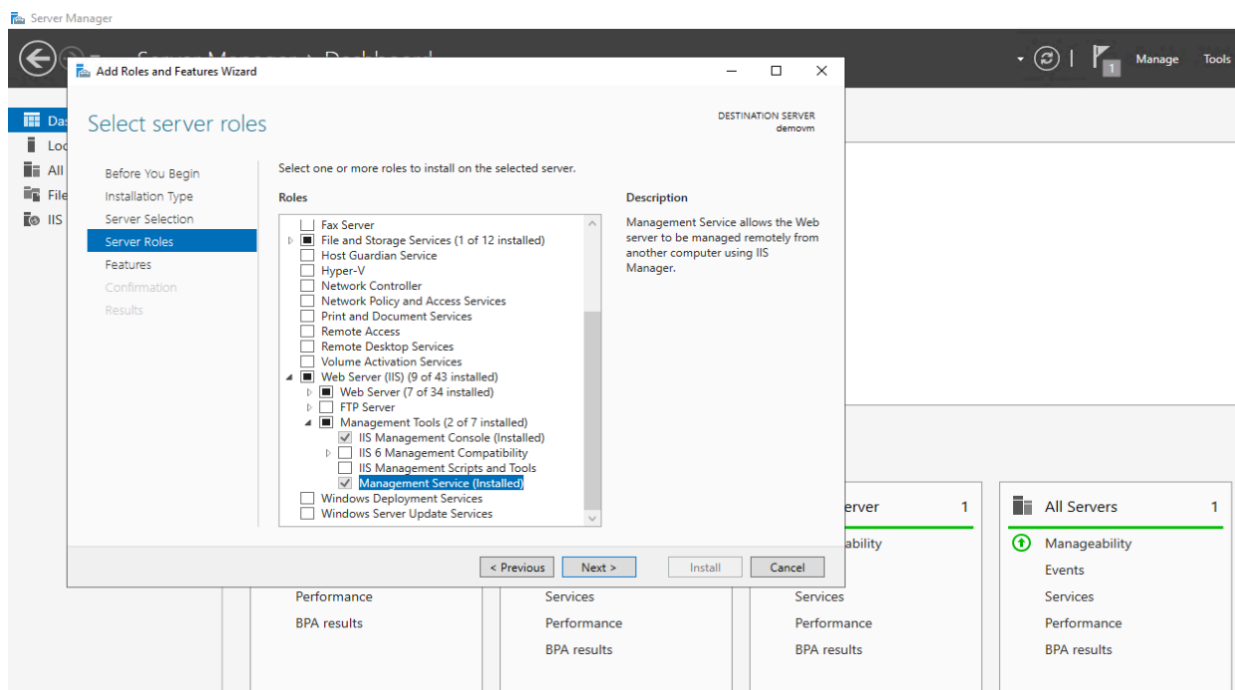 Server Manager
Manage Tools
1
Add Roles and Features Wizard
Select server roles
DESTINATION SERVER
demovm
Before You Begin
Installation Type
Server Selection
Server Roles
Features
Confirmation
Results
Select one or more roles to install on the selected server.
Roles
Fax Server
File and Storage Services (1 of 12 installed)
Host Guardian Service
Hyper-V
Network Controller
Network Policy and Access Services
Print and Document Services
Remote Access
Remote Desktop Services
Volume Activation Services
Web Server (IIS) (9 of 43 installed)
Web Server (7 of 34 installed)
FTP Server
Management Tools (2 of 7 installed)
IIS Management Console (Installed)
IIS 6 Management Compatibility
IIS Management Scripts and Tools
Management Service (Installed)
Windows Deployment Services
Windows Server Update Services
Description
Management Service allows the Web
server to be managed remotely from
another computer using IIS
Manager.
< Previous
Next >
Install
Cancel
Da
Loc
All
File
IIS
Performance
BPA results
Services
Performance
BPA results
erver 1
ability
Services
Performance
BPA results
All Servers 1
Manageability
Events
Services
Performance
BPA results